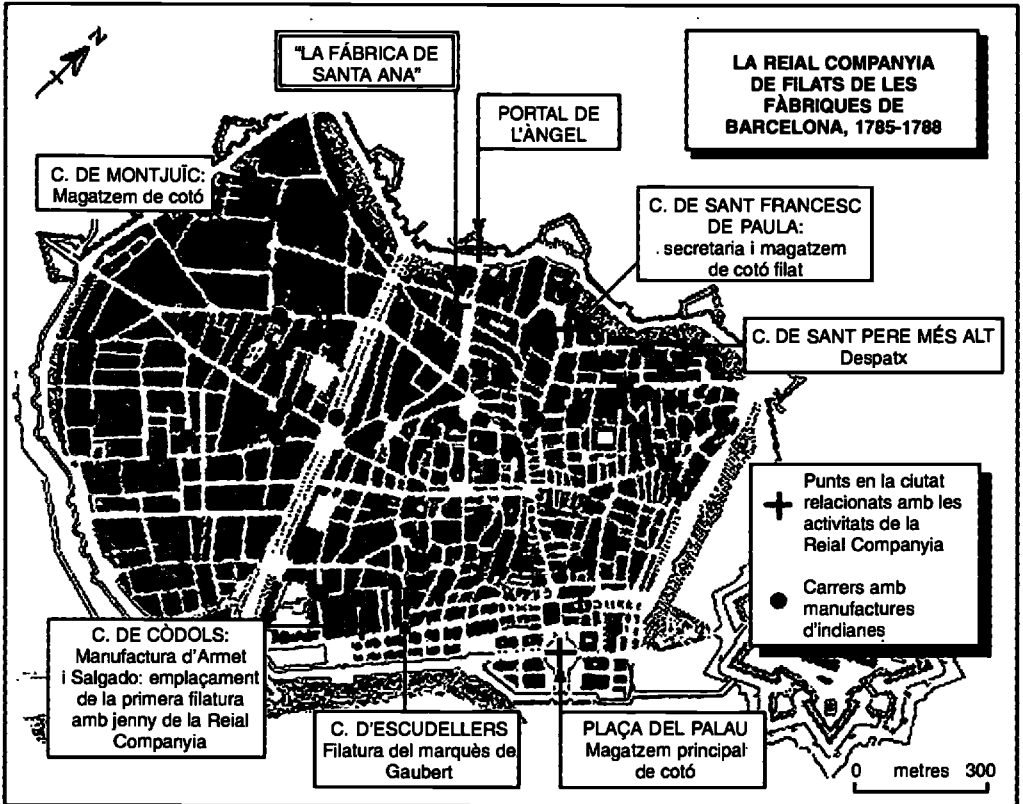 N
"LA FÁBRICA DE
SANTA ANA"
LA REIAL COMPANYIA
DE FILATS DE LES
FÀBRIQUES DE
BARCELONA, 1785-1788
PORTAL DE
L'ÀNGEL
C. DE MONTJUÏC:
Magatzem de cotó
C. DE SANT FRANCESC
DE PAULA:
secretaria i magatzem
de cotó filat
C. DE SANT PERE MÉS ALT
Despatx
Punts en la ciutat
relacionats amb les
activitats de la
Reial Companyia
Carrers amb
manufactures
d'indianes
C. DE CÒDOLS:
Manufactura d'Armet
i Salgado: emplaçament
de la primera filatura
amb jenny de la Reial
Companyia
C. D'ESCUDELLERS
Filatura del marquès de
Gaubert
PLAÇA DEL PALAU
Magatzem principal
de cotó
0 metres 300